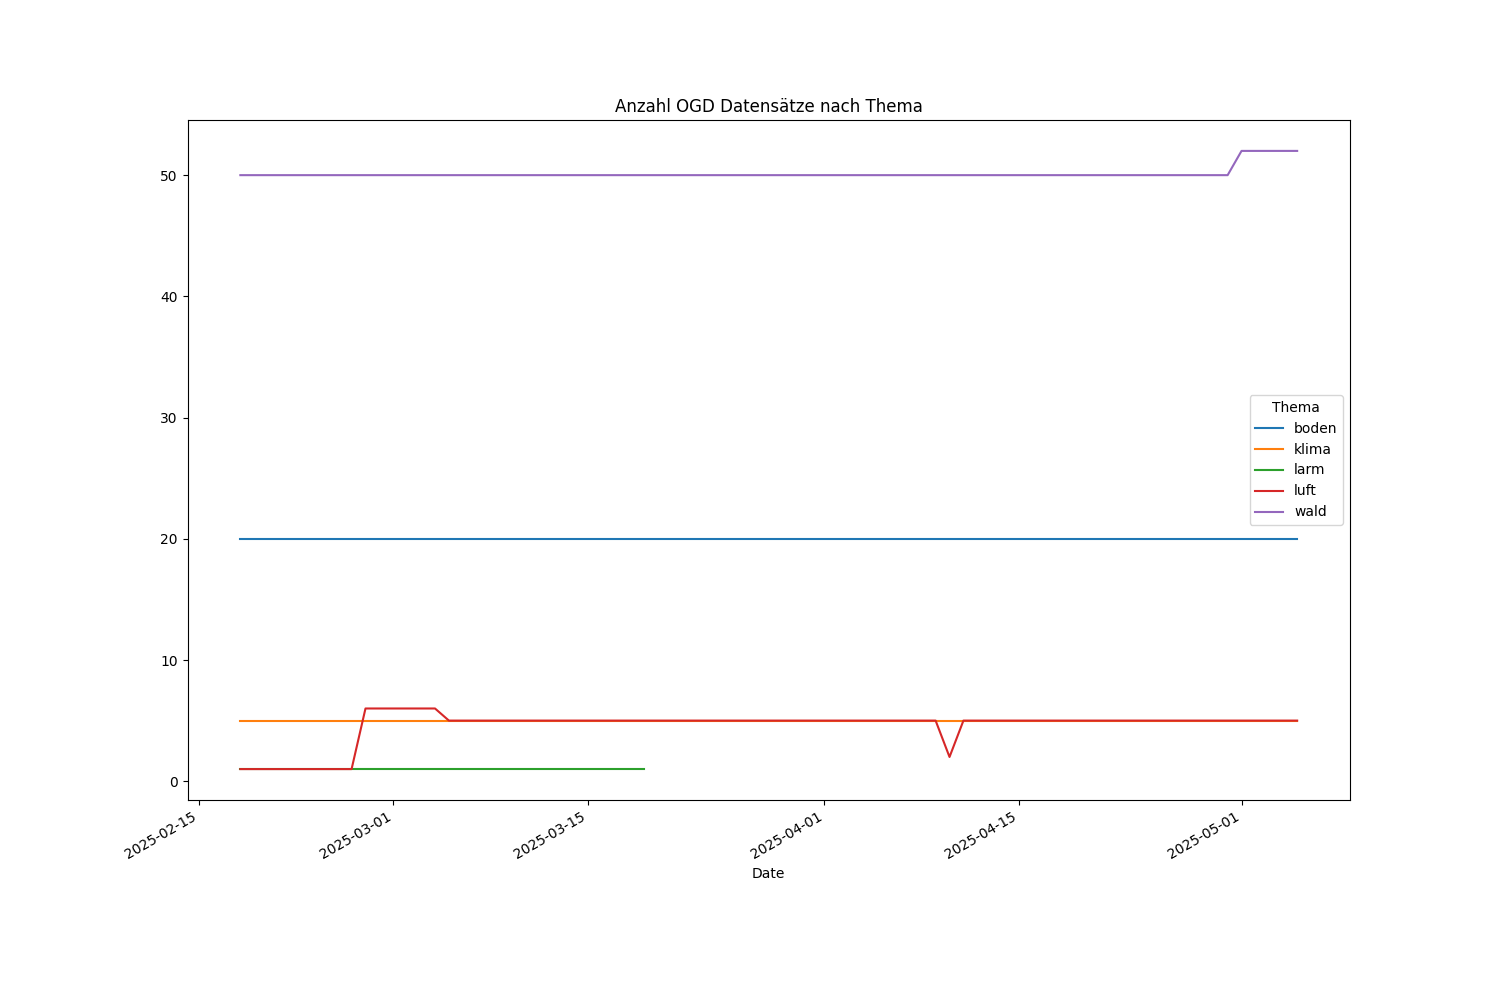 Anzahl OGD Datensätze nach Thema
50
40
30
20
10
0
Thema
boden
klima
larm
luft
wald
2025-02-15
2025-03-01
2025-03-15
2025-04-01
2025-04-15
2025-05-01
Date